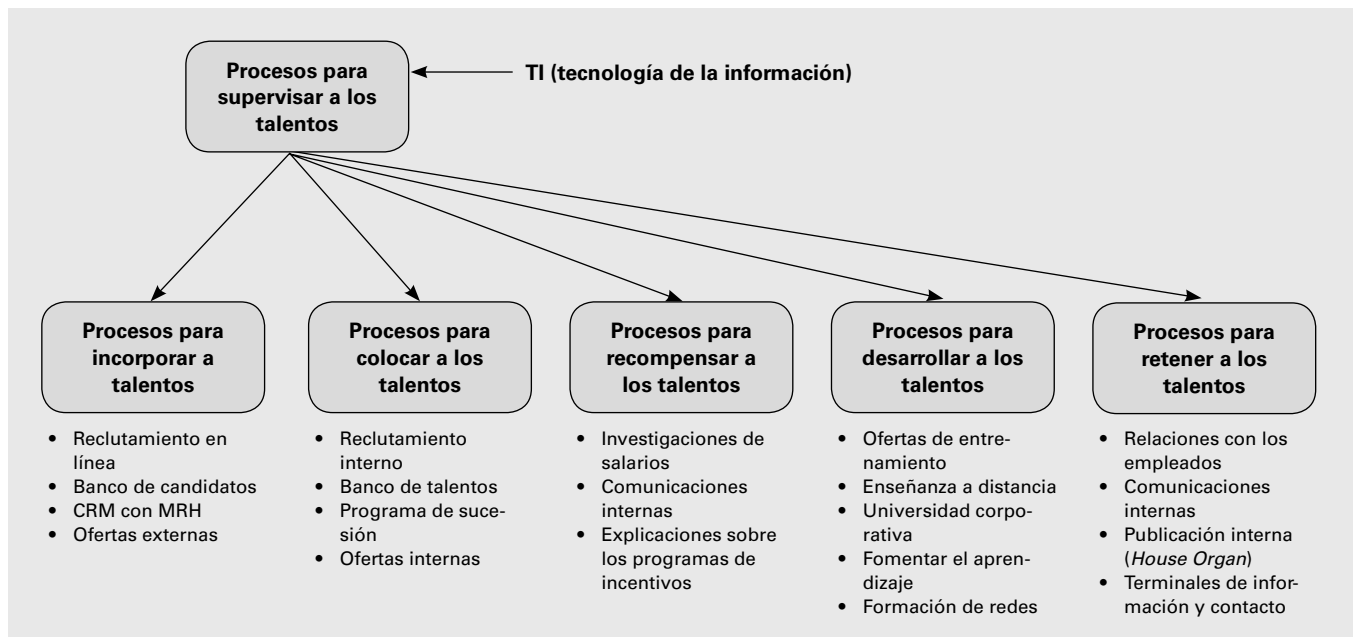 Procesos para
supervisar a los
talentos
TI (tecnología de la información)
Procesos para
incorporar a
talentos
• Reclutamiento en
línea
• Banco de candidatos
• CRM con MRH
• Ofertas externas
Procesos para
colocar a los
talentos
• Reclutamiento
interno
• Banco de talentos
• Programa de suce-
sión
• Ofertas internas
Procesos para
recompensar a
los talentos
• Investigaciones de
salarios
• Comunicaciones
internas
• Explicaciones sobre
los programas de
incentivos
Procesos para
desarrollar a los
talentos
• Ofertas de entre-
namiento
• Enseñanza a distancia
• Universidad corpo-
rativa
• Fomentar el apren-
dizaje
• Formación de redes
Procesos para
retener a los
talentos
• Relaciones con los
empleados
• Comunicaciones
internas
• Publicación interna
(House Organ)
• Terminales de infor-
mación y contacto